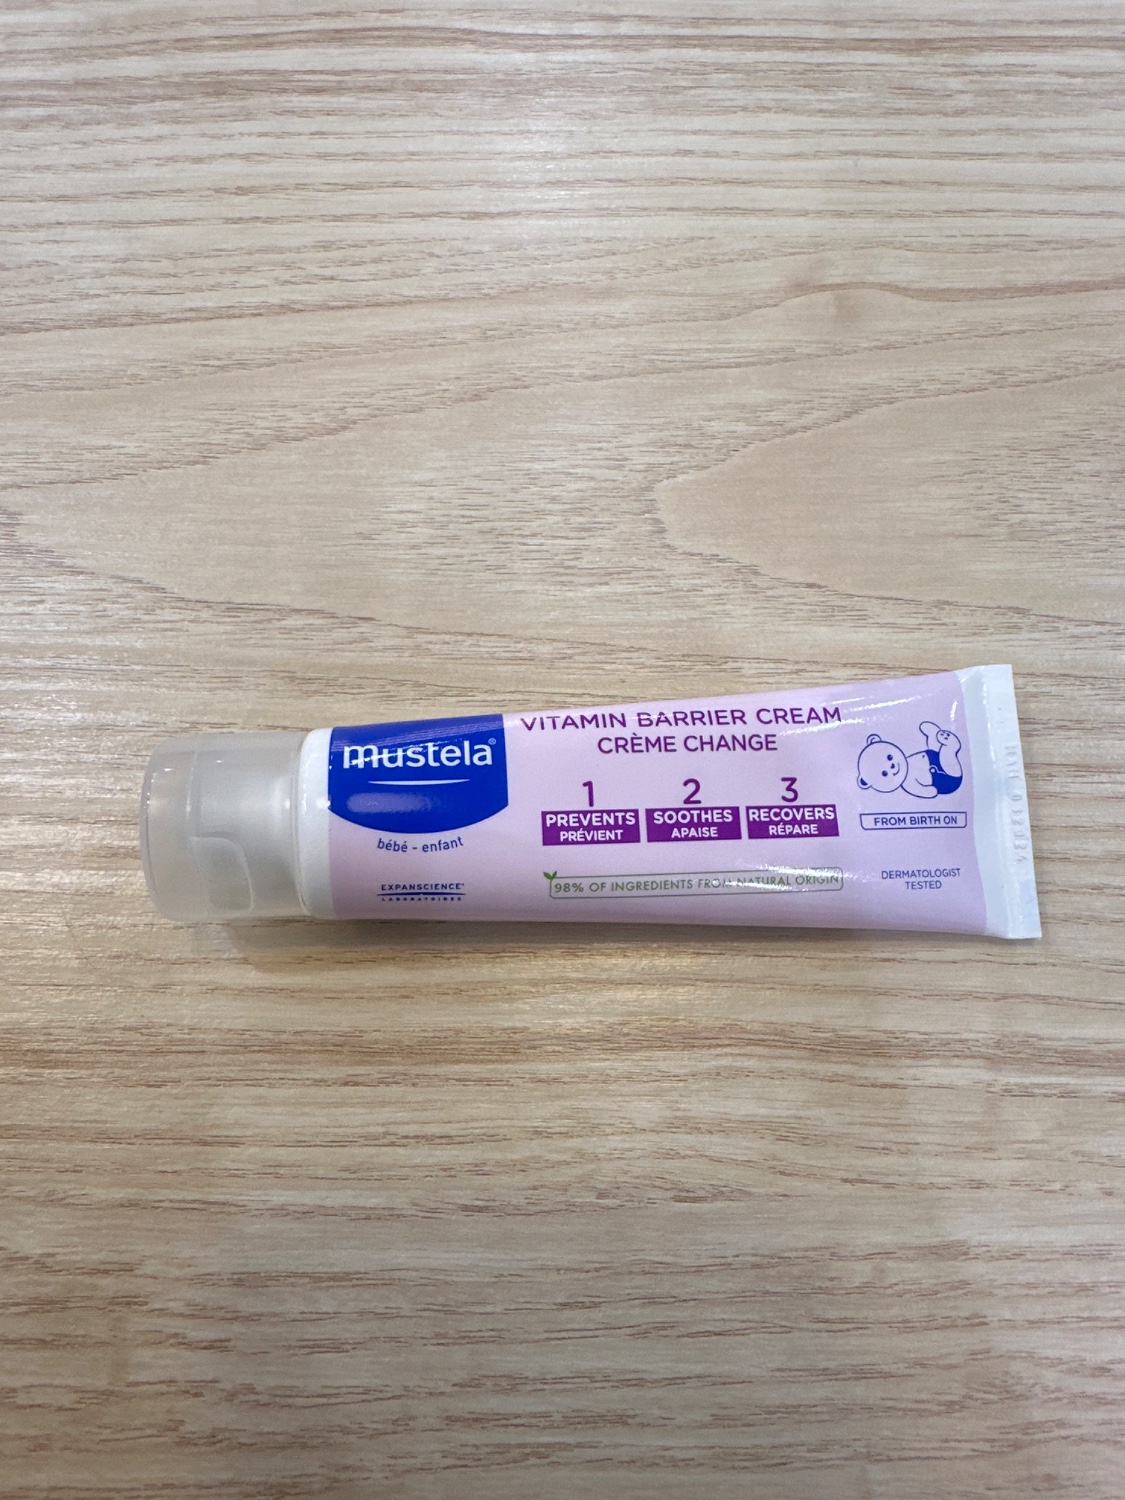 mustela®
bébé - enfant
EXPANSCIENCE®
LABORATOIRES
VITAMIN BARRIER CREAM
CRÈME CHANGE
1
PREVENTS
PRÉVIENT
2
SOOTHES
APAISE
3
RECOVERS
RÉPARE
98% OF INGREDIENTS FROM NATURAL ORIGIN
FROM BIRTH ON
DERMATOLOGIST
TESTED